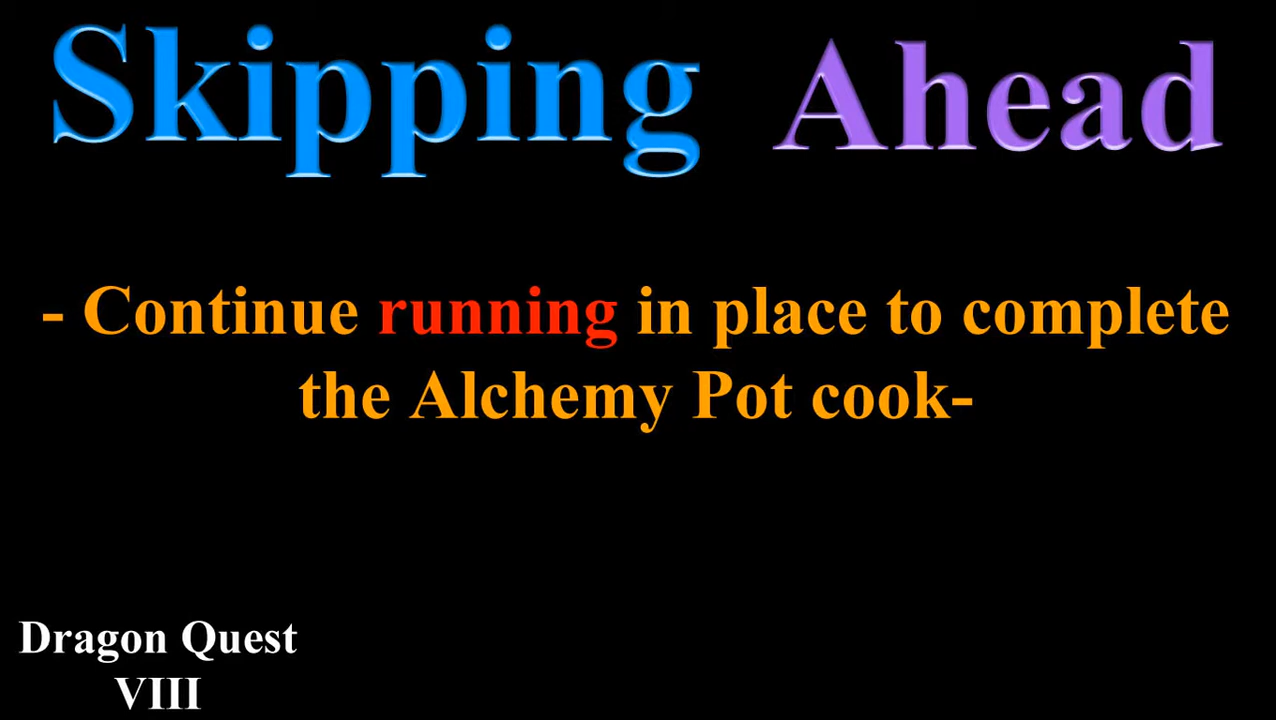 Skipping Ahead
- Continue running in place to complete
the Alchemy Pot cook-
Dragon Quest
VIII